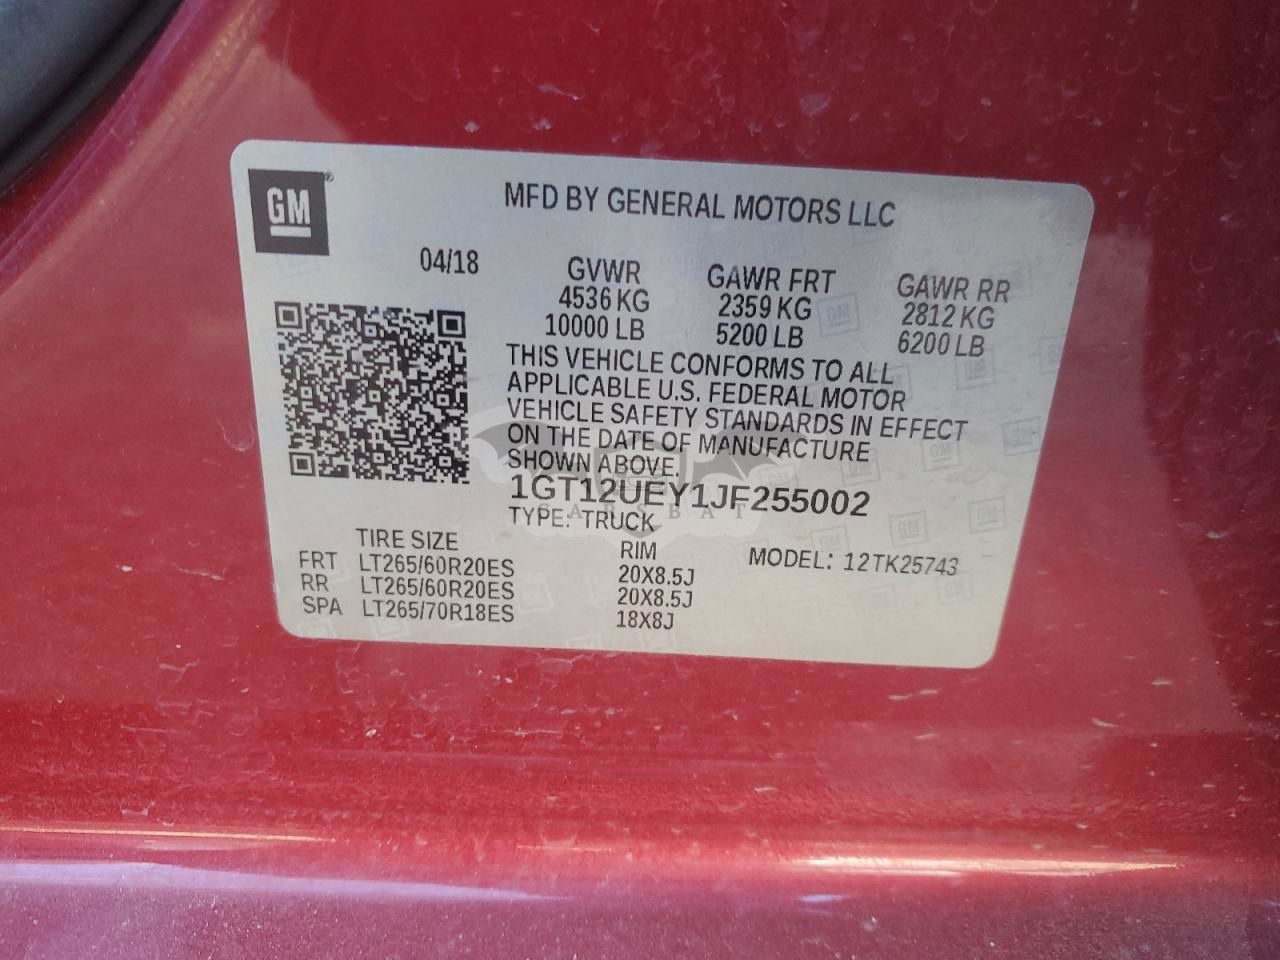 GM®
MFD BY GENERAL MOTORS LLC
04/18
GVWR
4536 KG
10000 LB
GAWR FRT
2359 KG
5200 LB
GAWR RR
2812 KG
6200 LB
THIS VEHICLE CONFORMS TO ALL
APPLICABLE U.S. FEDERAL MOTOR
VEHICLE SAFETY STANDARDS IN EFFECT
ON THE DATE OF MANUFACTURE
SHOWN ABOVE.
1GT12UEY1JF255002
CARSBAT
TYPE: TRUCK
TIRE SIZE
RIM
MODEL: 12TK25743
FRT LT265/60R20ES 20X8.5J
RR LT265/60R20ES 20X8.5J
SPA LT265/70R18ES 18X8J